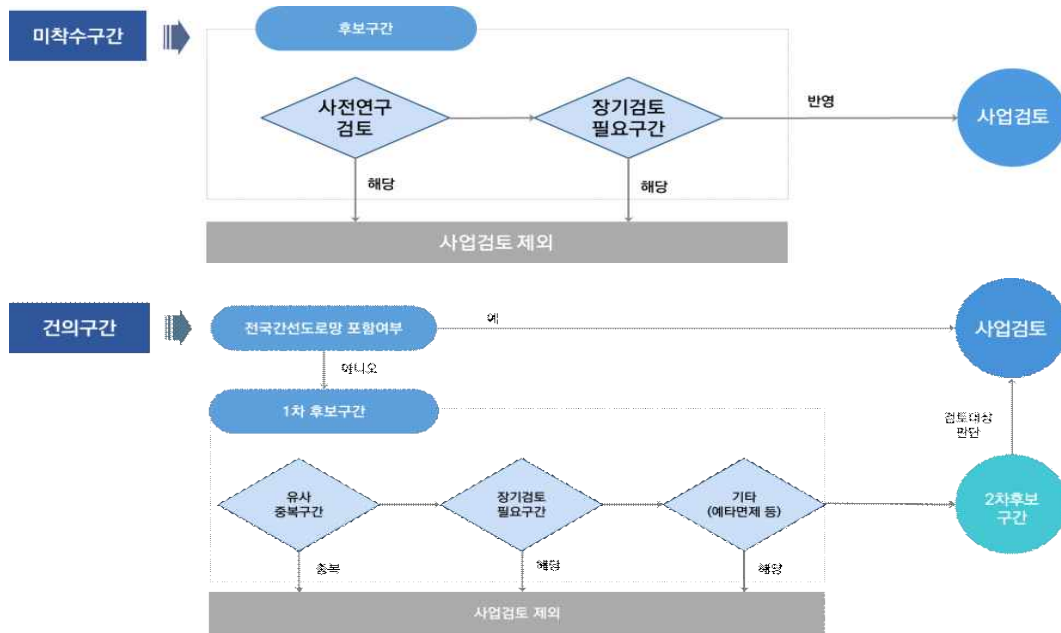 미착수구간
후보구간
사전연구
검토
장기검토
필요구간
반영
사업검토
해당
해당
사업검토 제외
건의구간
전국간선도로망 포함여부
예
사업검토
아니오
1차 후보구간
검토대상
판단
유사
중복구간
장기검토
필요구간
기타
(예타면제 등)
2차후보
구간
중복
해당
해당
사업검토 제외